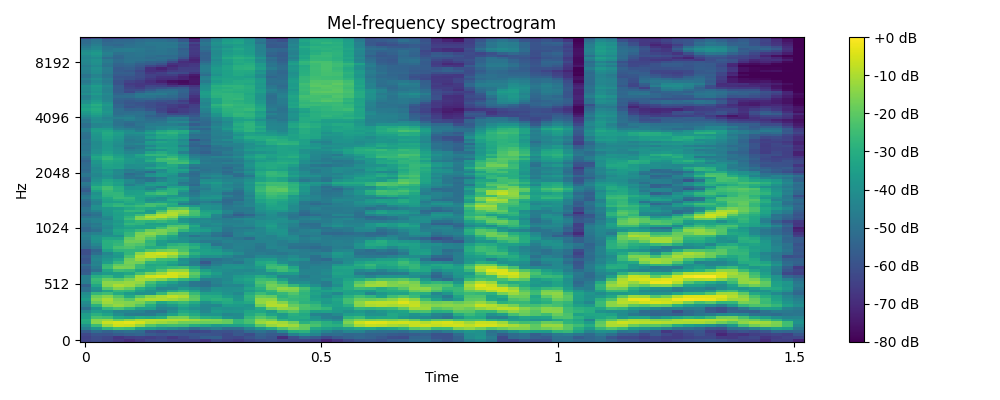 Mel-frequency spectrogram
8192
4096
2048
1024
512
0
Hz
0
0.5
1
1.5
Time
+0 dB
-10 dB
-20 dB
-30 dB
-40 dB
-50 dB
-60 dB
-70 dB
-80 dB